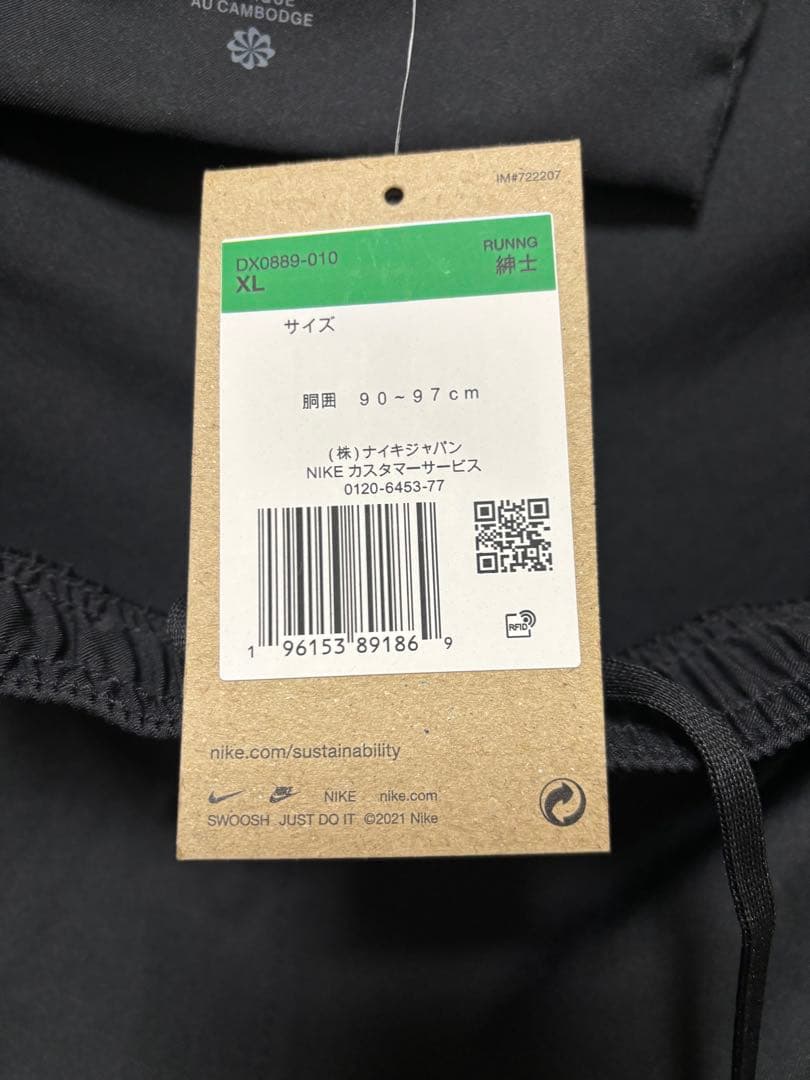 AU CAMBODGE
IM#722207
DX0889-010
XL
RUNNG
紳士
サイズ
胴囲 90~97cm
(株)ナイキジャパン
NIKE カスタマーサービス
0120-6453-77
1 96153 89186 9
RFID
nike.com/sustainability
NIKE nike.com
SWOOSH JUST DO IT ©2021 Nike